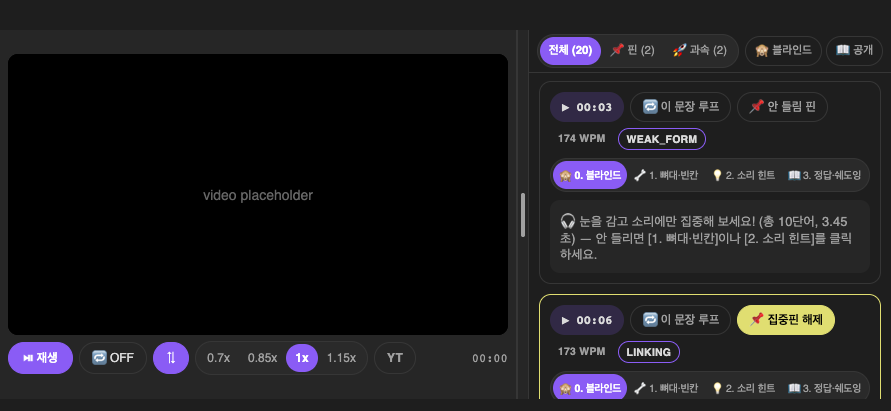 전체 (20) 📌 핀 (2) 🚀 과속 (2) 🙈 블라인드 📖 공개
video placeholder
▶ 00:03 🔁 이 문장 루프 📌 안 들림 핀
174 WPM WEAK_FORM
🙈 0. 블라인드 🦴 1. 뼈대·빈칸 💡 2. 소리 힌트 📖 3. 정답·쉐도잉
🎧 눈을 감고 소리에만 집중해 보세요! (총 10단어, 3.45
초) — 안 들리면 [1. 뼈대·빈칸]이나 [2. 소리 힌트]를 클릭
하세요.
▶ 00:06 🔁 이 문장 루프 📌 집중핀 해제
173 WPM LINKING
🙈 0. 블라인드 🦴 1. 뼈대·빈칸 💡 2. 소리 힌트 📖 3. 정답·쉐도잉
⏯ 재생 🔁 OFF ⇅ 0.7x 0.85x 1x 1.15x YT 00:00